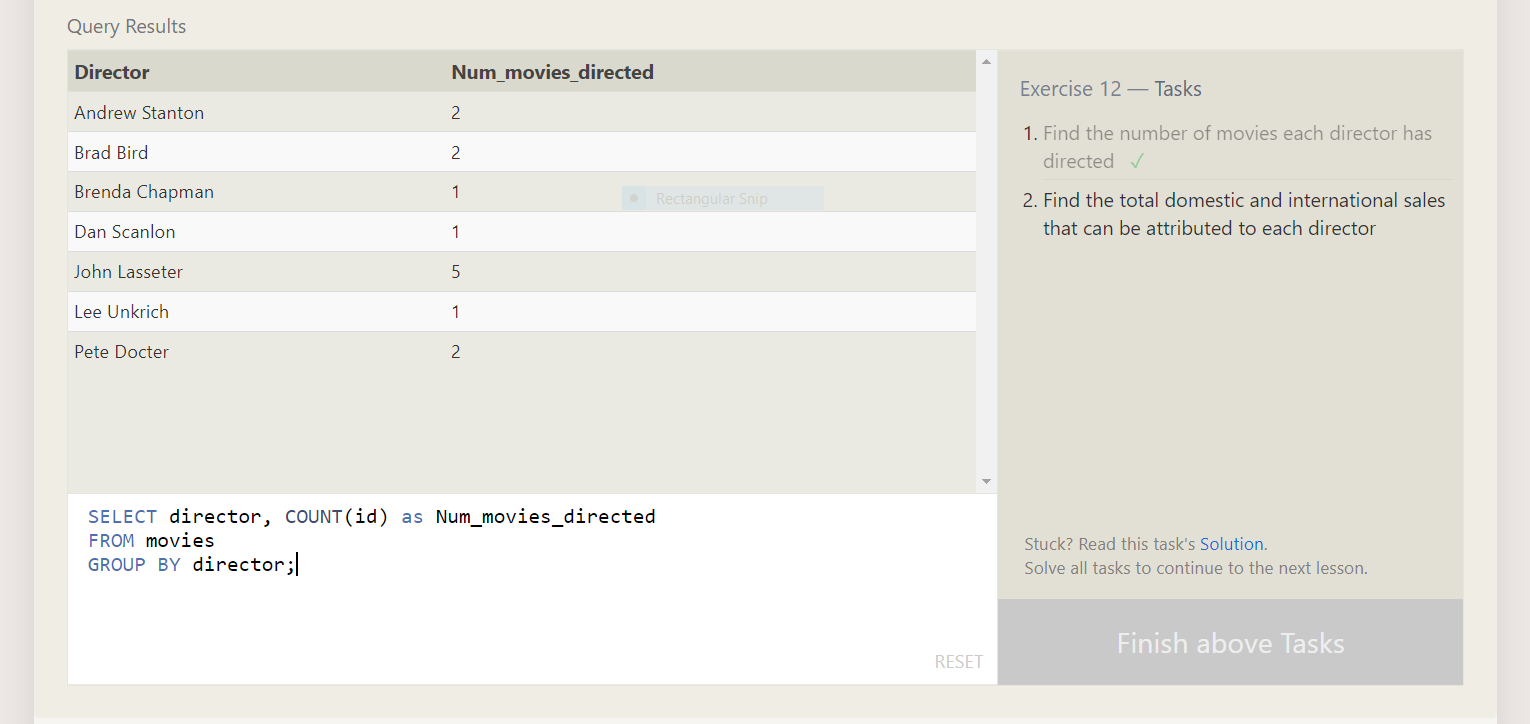 Query Results
Director Num_movies_directed
Andrew Stanton 2
Brad Bird 2
Brenda Chapman 1
Rectangular Snip
Dan Scanlon 1
John Lasseter 5
Lee Unkrich 1
Pete Docter 2
SELECT director, COUNT(id) as Num_movies_directed
FROM movies
GROUP BY director;
RESET
Exercise 12 — Tasks
1. Find the number of movies each director has
directed ✓
2. Find the total domestic and international sales
that can be attributed to each director
Stuck? Read this task's Solution.
Solve all tasks to continue to the next lesson.
Finish above Tasks